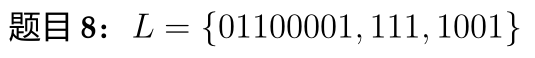 题目 8：L = {01100001, 111, 1001}